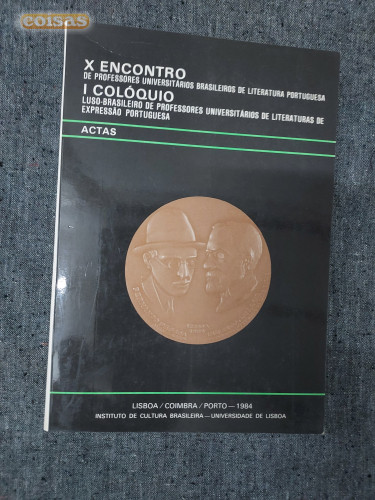 coisas
X ENCONTRO
DE PROFESSORES UNIVERSITÁRIOS BRASILEIROS DE LITERATURA PORTUGUESA
I COLÓQUIO
LUSO-BRASILEIRO DE PROFESSORES UNIVERSITÁRIOS DE LITERATURAS DE
EXPRESSÃO PORTUGUESA
ACTAS
LISBOA / COIMBRA / PORTO — 1984
INSTITUTO DE CULTURA BRASILEIRA — UNIVERSIDADE DE LISBOA